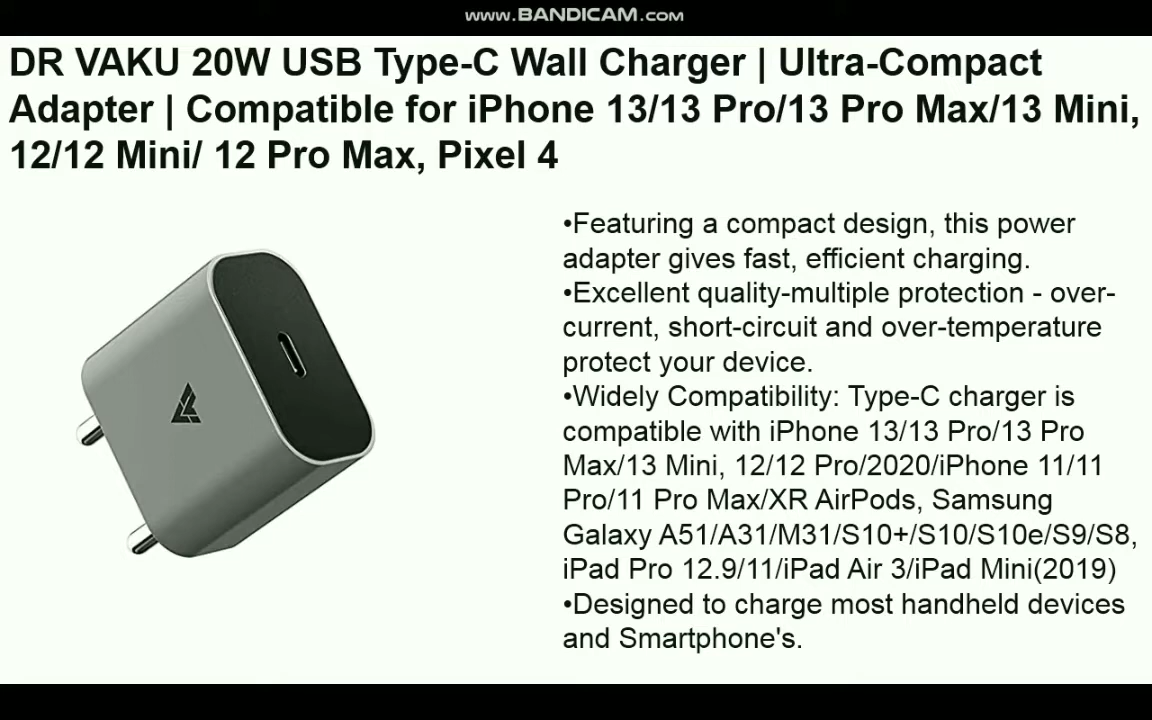 www.BANDICAM.com
DR VAKU 20W USB Type-C Wall Charger | Ultra-Compact
Adapter | Compatible for iPhone 13/13 Pro/13 Pro Max/13 Mini,
12/12 Mini/ 12 Pro Max, Pixel 4
•Featuring a compact design, this power
adapter gives fast, efficient charging.
•Excellent quality-multiple protection - over-
current, short-circuit and over-temperature
protect your device.
•Widely Compatibility: Type-C charger is
compatible with iPhone 13/13 Pro/13 Pro
Max/13 Mini, 12/12 Pro/2020/iPhone 11/11
Pro/11 Pro Max/XR AirPods, Samsung
Galaxy A51/A31/M31/S10+/S10/S10e/S9/S8,
iPad Pro 12.9/11/iPad Air 3/iPad Mini(2019)
•Designed to charge most handheld devices
and Smartphone's.